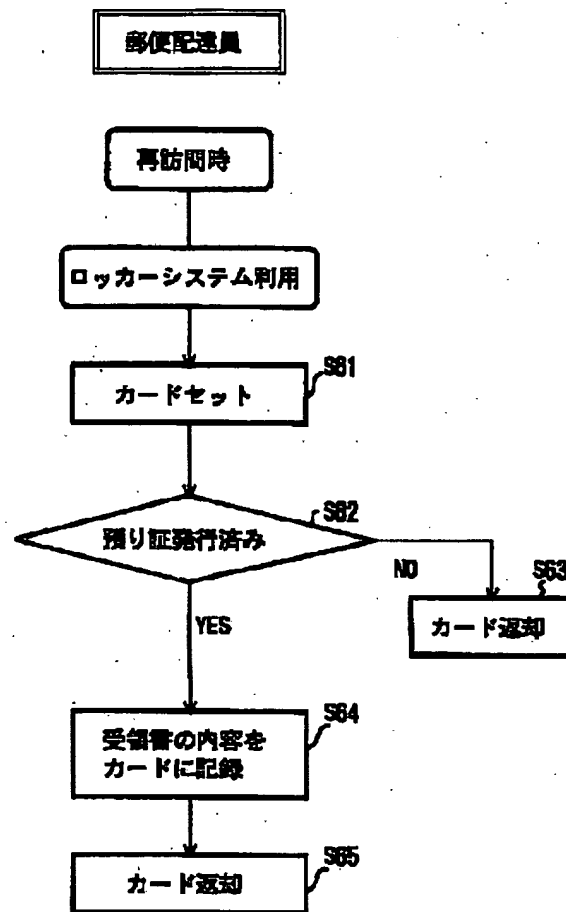 郵便配達員
再訪問時
ロッカーシステム利用
カードセット
S61
預り証発行済み
S62
NO
S63
カード返却
YES
受領書の内容を
カードに記録
S64
カード返却
S65